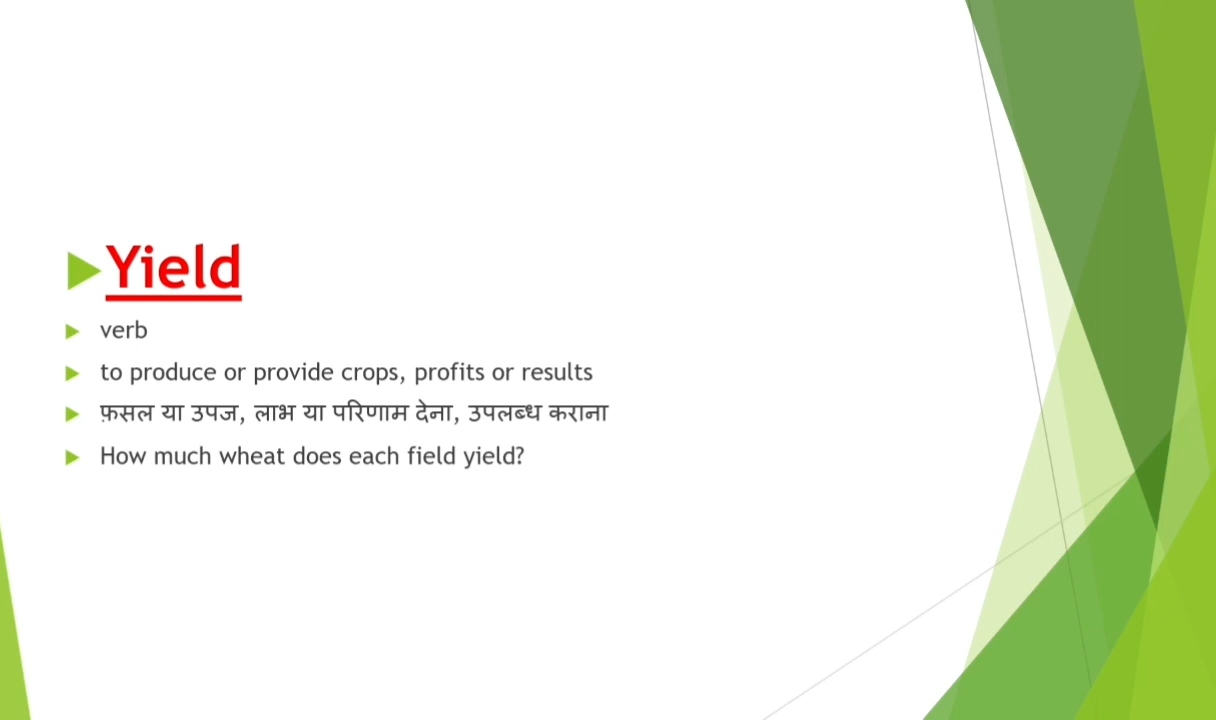 Yield
verb
to produce or provide crops, profits or results
फ़सल या उपज, लाभ या परिणाम देना, उपलब्ध कराना
How much wheat does each field yield?